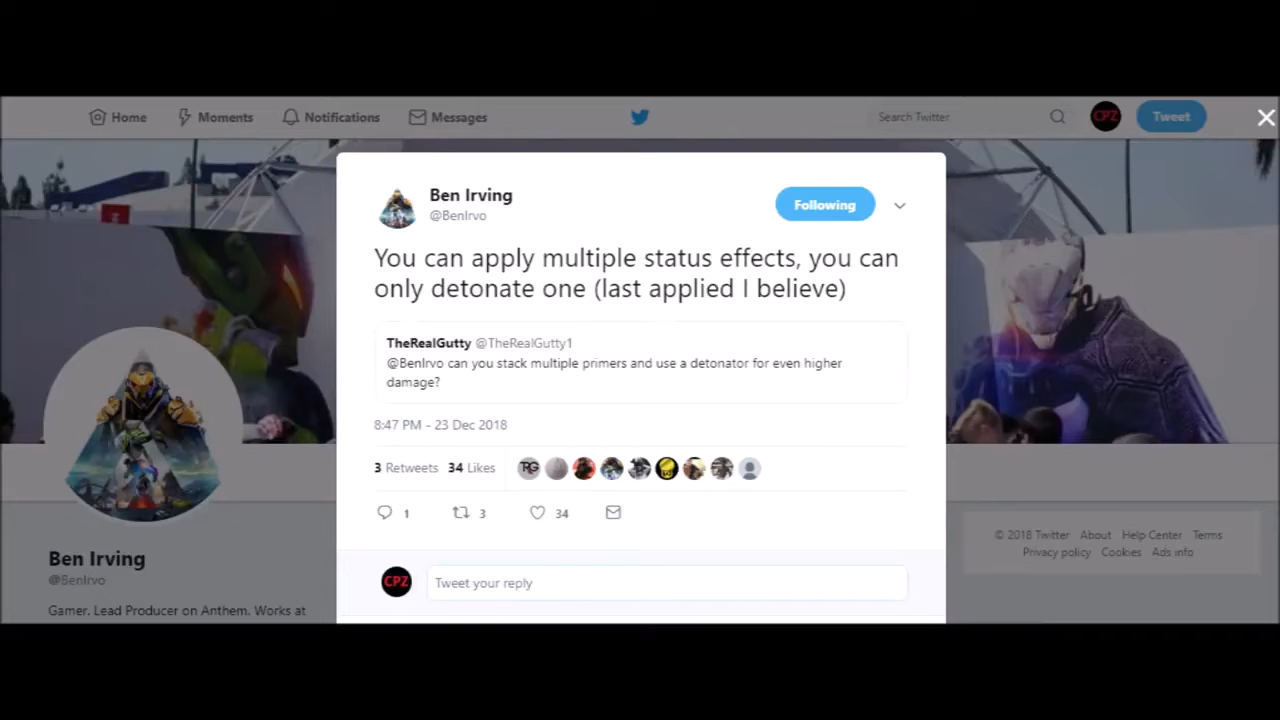 Home Moments Notifications Messages Search Twitter CPZ Tweet
Ben Irving
@BenIrvo
Following
You can apply multiple status effects, you can
only detonate one (last applied I believe)
TheRealGutty @TheRealGutty1
@BenIrvo can you stack multiple primers and use a detonator for even higher
damage?
8:47 PM - 23 Dec 2018
3 Retweets 34 Likes
TRG
1 3 34
CPZ Tweet your reply
Ben Irving
@BenIrvo
Gamer. Lead Producer on Anthem. Works at
© 2018 Twitter About Help Center Terms
Privacy policy Cookies Ads info